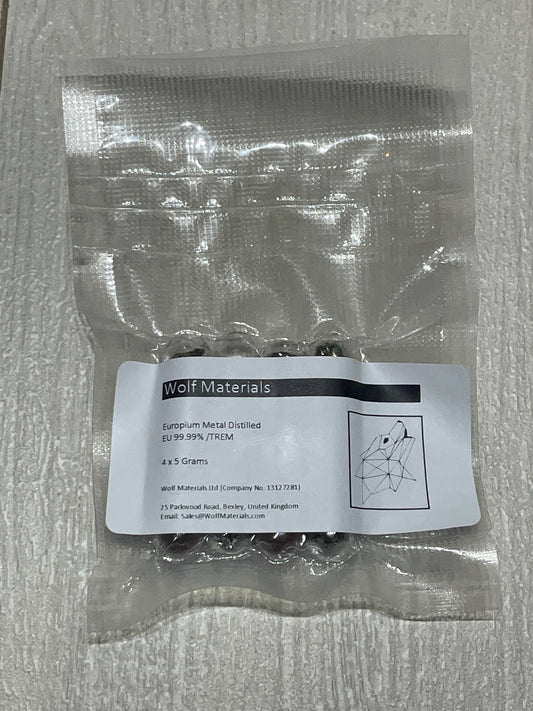 Wolf Materials
Europium Metal Distilled
EU 99.99% /TREM
4 x 5 Grams
Wolf Materials Ltd (Company No. 13127281)
25 Parkwood Road, Bexley, United Kingdom
Email: Sales@WolfMaterials.com